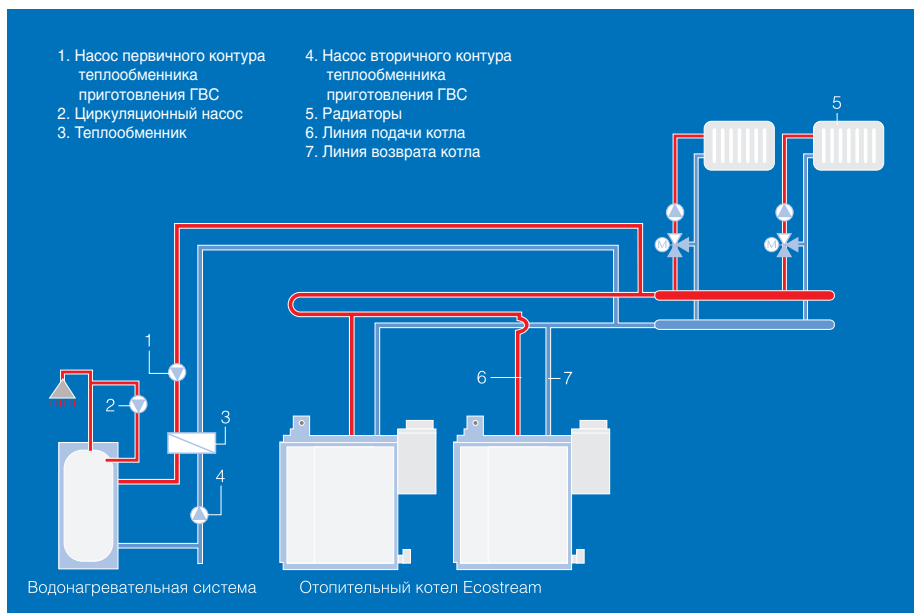 1. Насос первичного контура
теплообменника
приготовления ГВС
2. Циркуляционный насос
3. Теплообменник
4. Насос вторичного контура
теплообменника
приготовления ГВС
5. Радиаторы
6. Линия подачи котла
7. Линия возврата котла
5
M
M
1
6
7
2
3
4
Водонагревательная система
Отопительный котел Ecostream